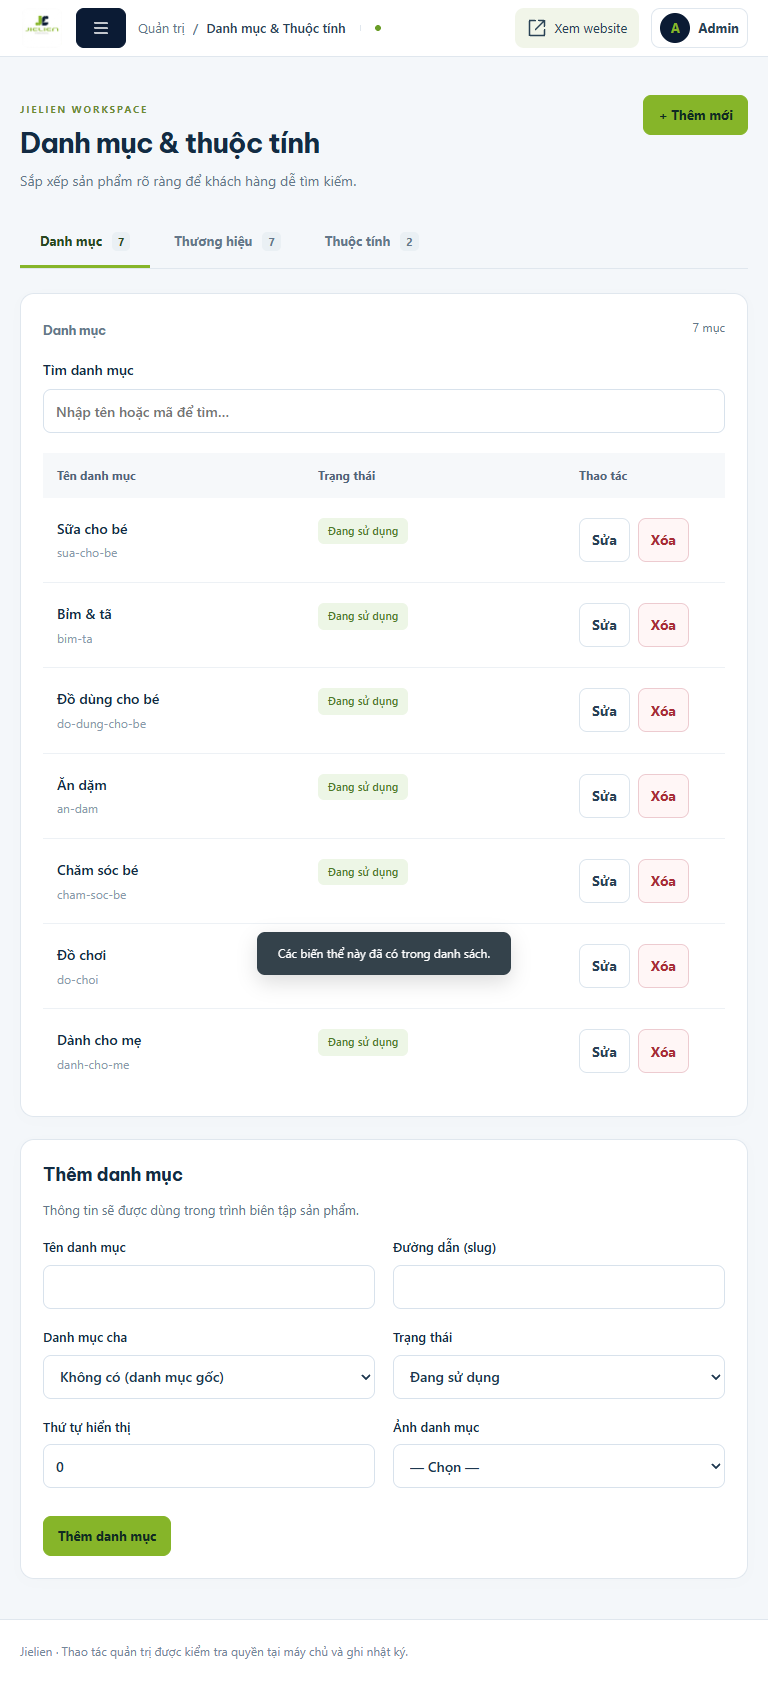 JC
JIELIEN
Quản trị / Danh mục & Thuộc tính
Xem website
A
Admin
JIELIEN WORKSPACE
+ Thêm mới
Danh mục & thuộc tính
Sắp xếp sản phẩm rõ ràng để khách hàng dễ tìm kiếm.
Danh mục 7
Thương hiệu 7
Thuộc tính 2
Danh mục
7 mục
Tìm danh mục
Nhập tên hoặc mã để tìm...
Tên danh mục
Trạng thái
Thao tác
Sữa cho bé
sua-cho-be
Đang sử dụng
Sửa
Xóa
Bỉm & tã
bim-ta
Đang sử dụng
Sửa
Xóa
Đồ dùng cho bé
do-dung-cho-be
Đang sử dụng
Sửa
Xóa
Ăn dặm
an-dam
Đang sử dụng
Sửa
Xóa
Chăm sóc bé
cham-soc-be
Đang sử dụng
Sửa
Xóa
Đồ chơi
do-choi
Các biến thể này đã có trong danh sách.
Sửa
Xóa
Dành cho mẹ
danh-cho-me
Đang sử dụng
Sửa
Xóa
Thêm danh mục
Thông tin sẽ được dùng trong trình biên tập sản phẩm.
Tên danh mục
Đường dẫn (slug)
Danh mục cha
Trạng thái
Không có (danh mục gốc)
Đang sử dụng
Thứ tự hiển thị
Ảnh danh mục
0
— Chọn —
Thêm danh mục
Jielien · Thao tác quản trị được kiểm tra quyền tại máy chủ và ghi nhật ký.